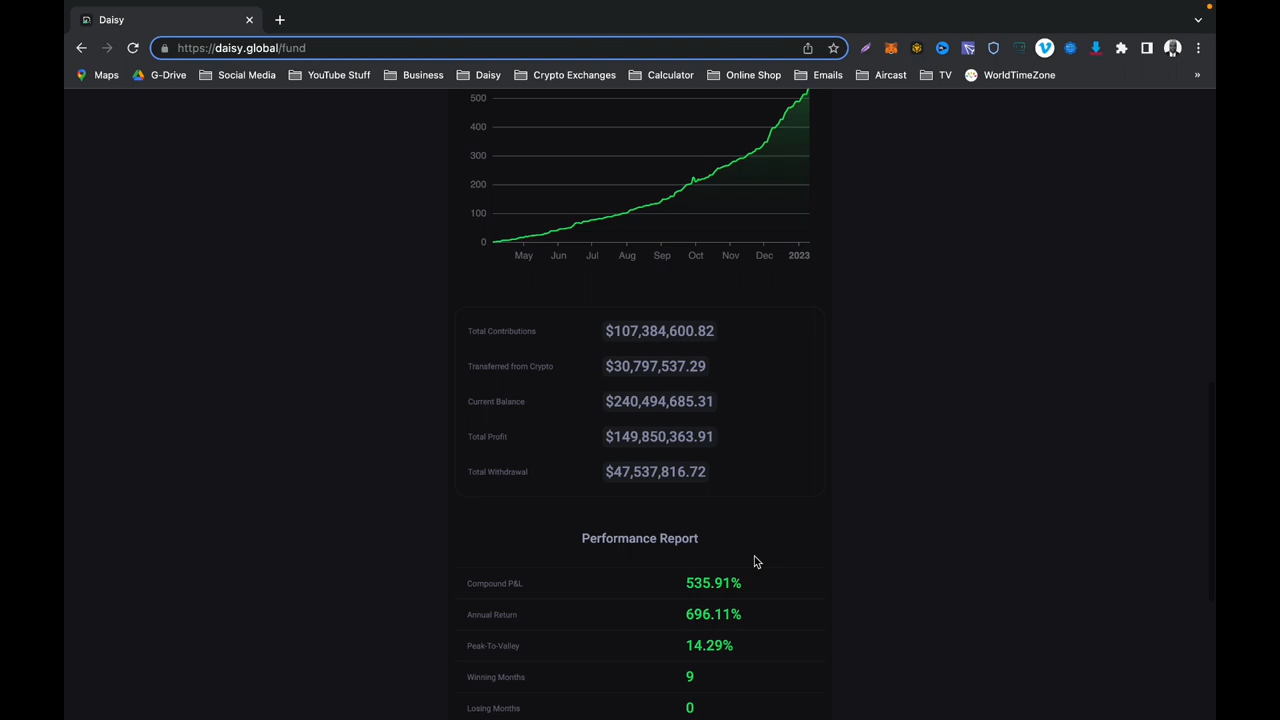 Daisy
https://daisy.global/fund
Maps G-Drive Social Media YouTube Stuff Business Daisy Crypto Exchanges Calculator Online Shop Emails Aircast TV WorldTimeZone »
500
400
300
200
100
0
May Jun Jul Aug Sep Oct Nov Dec 2023
Total Contributions $107,384,600.82
Transferred from Crypto $30,797,537.29
Current Balance $240,494,685.31
Total Profit $149,850,363.91
Total Withdrawal $47,537,816.72
Performance Report
Compound P&L 535.91%
Annual Return 696.11%
Peak-To-Valley 14.29%
Winning Months 9
Losing Months 0